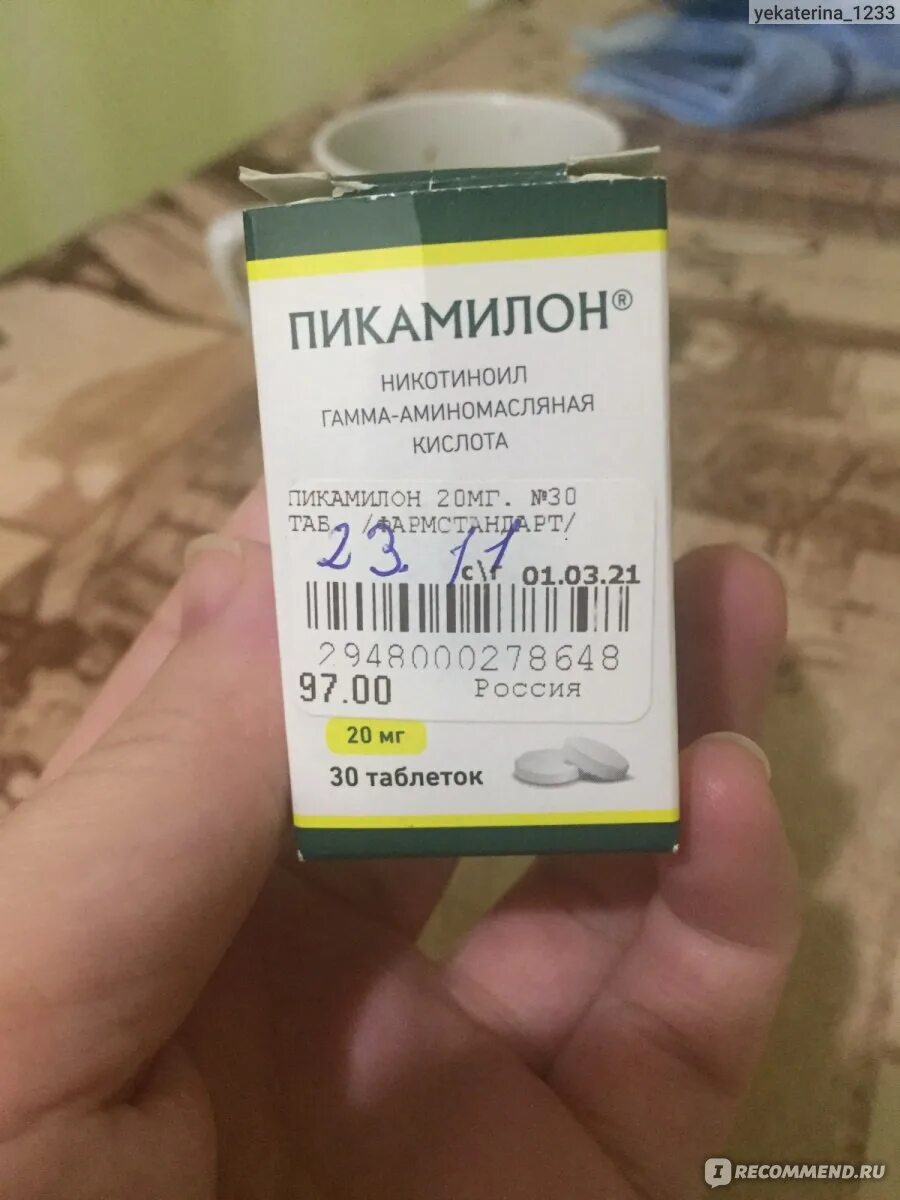 yekaterina_1233
ПИКАМИЛОН®
НИКОТИНОИЛ
ГАММА-АМИНОМАСЛЯНАЯ
КИСЛОТА
ПИКАМИЛОН 20МГ. №30
ТАБ. /ФАРМСТАНДАРТ/
23.11
с\г 01.03.21
2948000278648
97.00 Россия
20 мг
30 таблеток
IRECOMMEND.RU